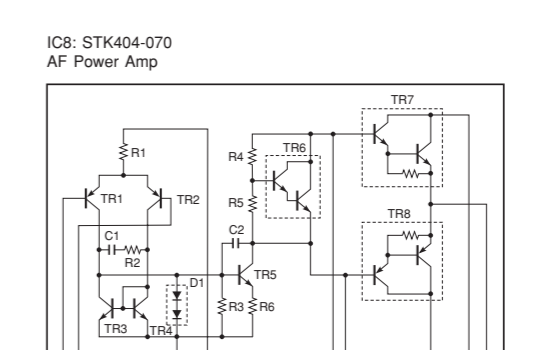 IC8: STK404-070
AF Power Amp
TR7
R1
R4
TR6
TR1
TR2
R5
TR8
C1
R2
C2
D1
TR5
TR3
TR4
R3
R6